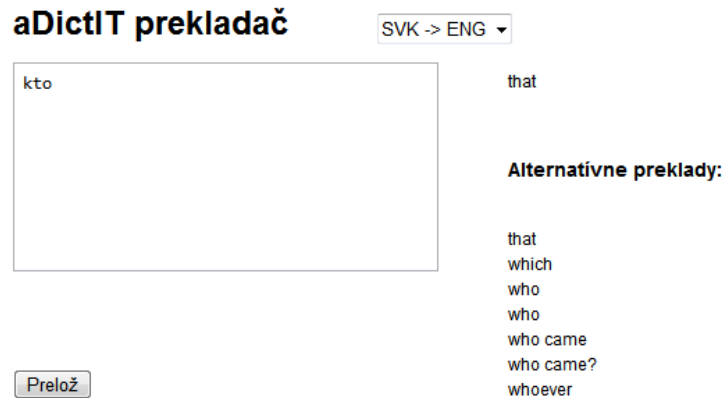 aDictIT prekladač
SVK -> ENG
kto
that
Alternatívne preklady:
that
which
who
who
who came
who came?
whoever
Prelož